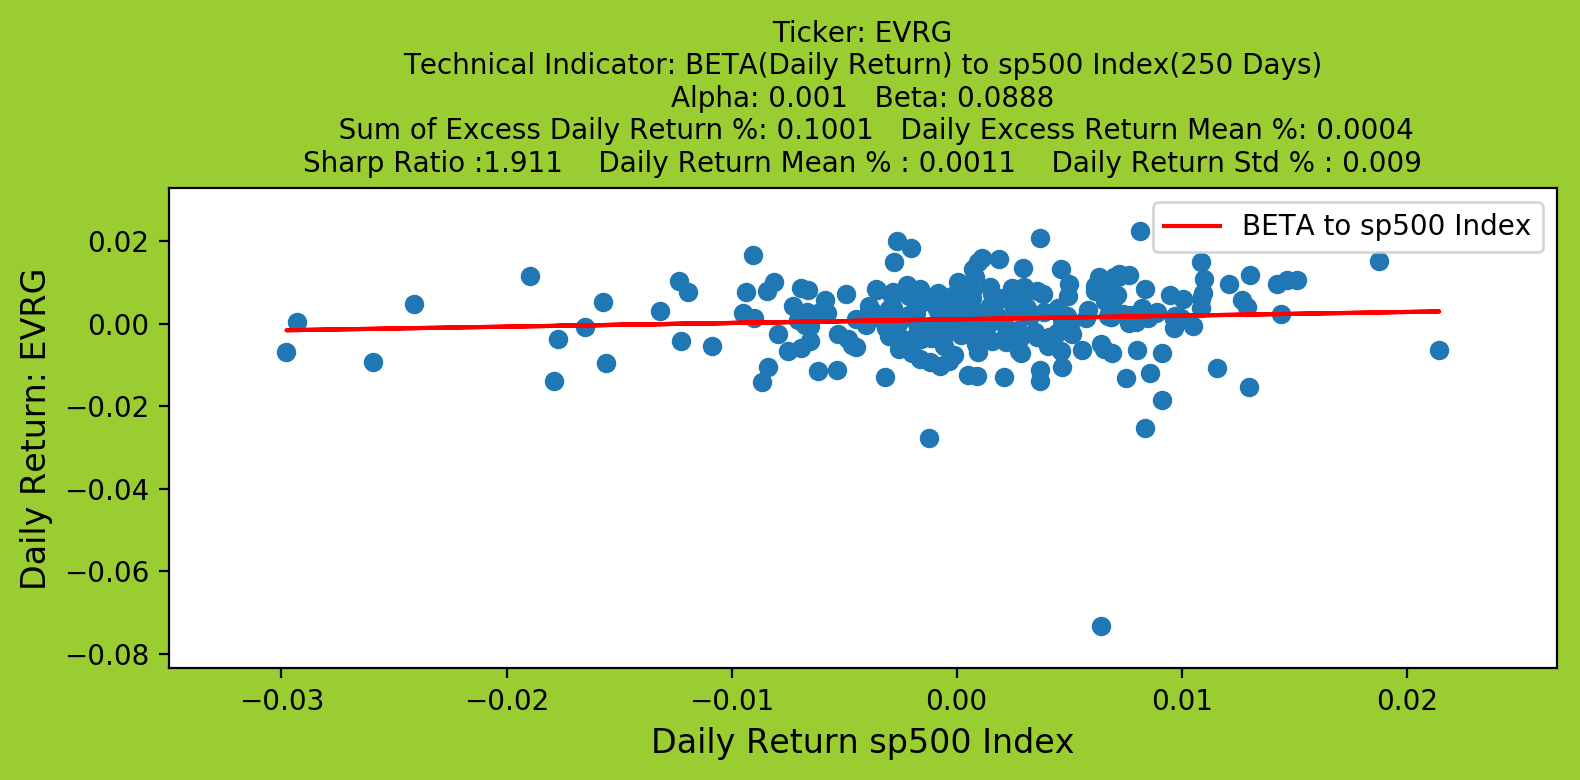 Ticker: EVRG
Technical Indicator: BETA(Daily Return) to sp500 Index(250 Days)
Alpha: 0.001   Beta: 0.0888
Sum of Excess Daily Return %: 0.1001   Daily Excess Return Mean %: 0.0004
Sharp Ratio :1.911    Daily Return Mean % : 0.0011    Daily Return Std % : 0.009
BETA to sp500 Index
Daily Return: EVRG
0.02
0.00
−0.02
−0.04
−0.06
−0.08
−0.03 −0.02 −0.01 0.00 0.01 0.02
Daily Return sp500 Index